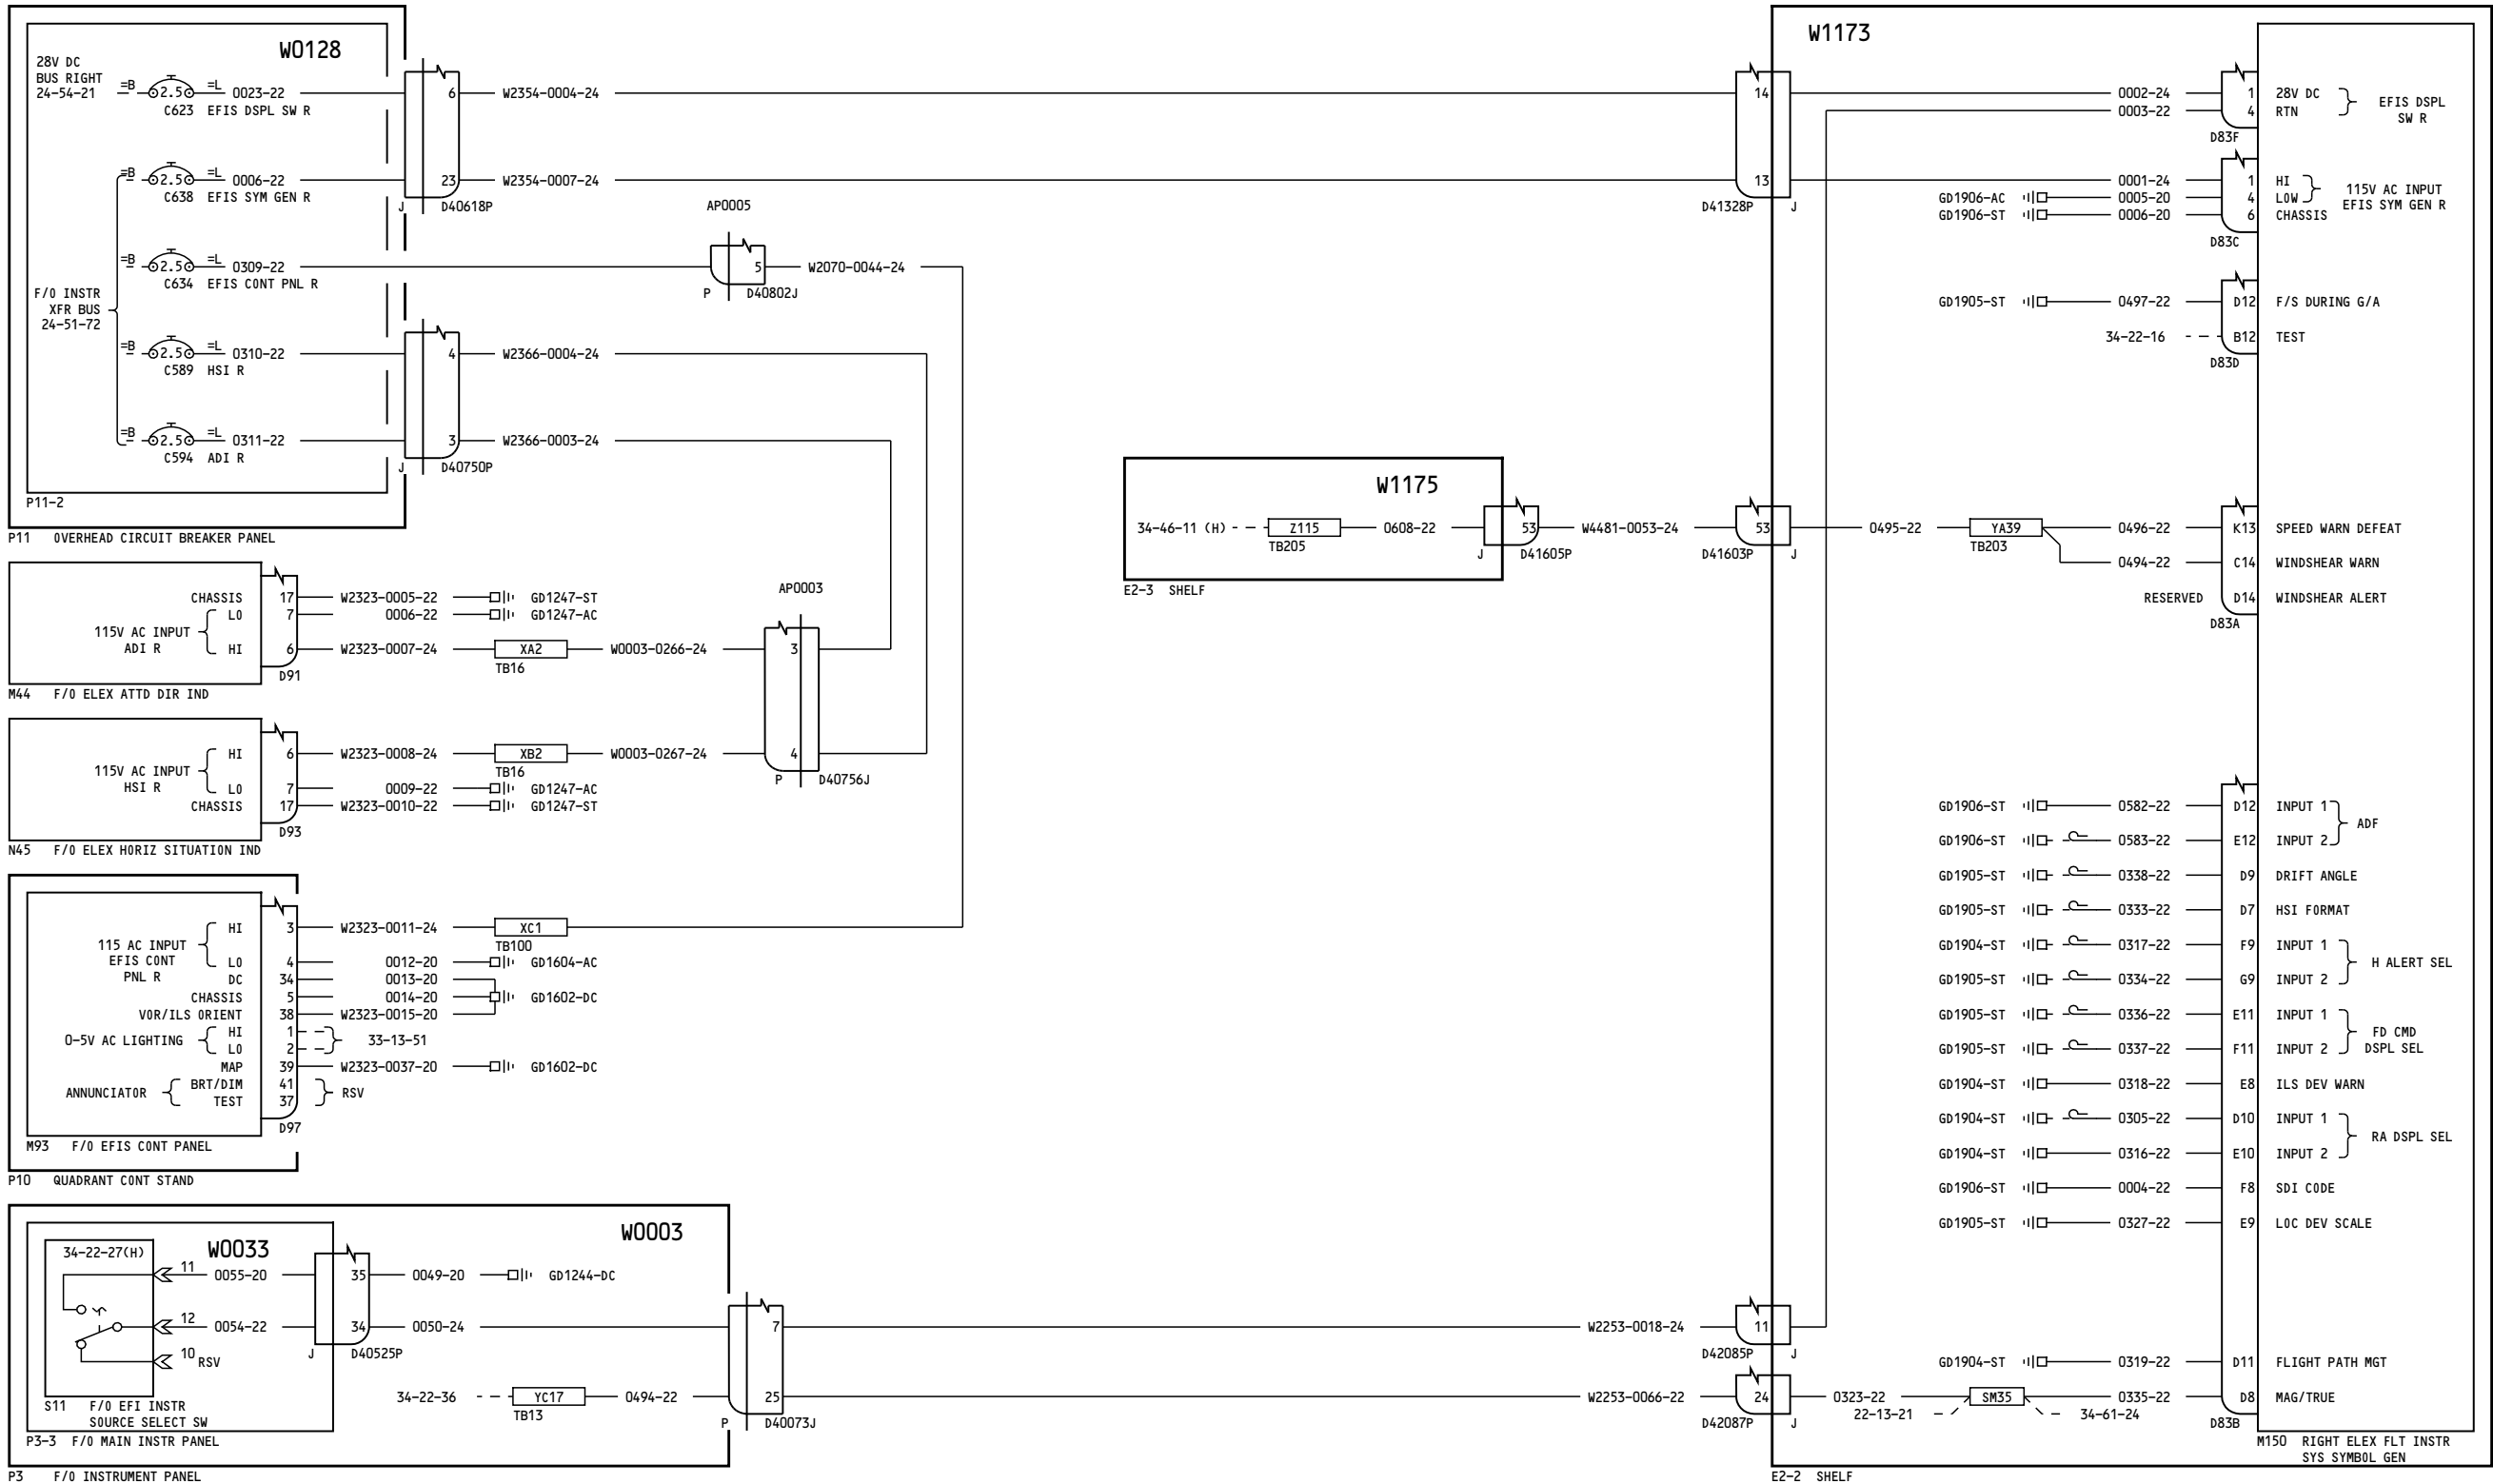 W0128
28V DC
BUS RIGHT
24-54-21
=B 2.5 =L 0023-22
C623 EFIS DSPL SW R
=B 2.5 =L 0006-22
C638 EFIS SYM GEN R
=B 2.5 =L 0309-22
C634 EFIS CONT PNL R
F/O INSTR
XFR BUS
24-51-72
=B 2.5 =L 0310-22
C589 HSI R
=B 2.5 =L 0311-22
C594 ADI R
P11-2
P11 OVERHEAD CIRCUIT BREAKER PANEL
6 W2354-0004-24
23 W2354-0007-24
J D40618P
AP0005
5 W2070-0044-24
P D40802J
4 W2366-0004-24
3 W2366-0003-24
J D40750P
CHASSIS 17 W2323-0005-22 GD1247-ST
LO 7 0006-22 GD1247-AC
115V AC INPUT
ADI R
HI 6 W2323-0007-24 XA2 W0003-0266-24 3
TB16
D91
M44 F/O ELEX ATTD DIR IND
AP0003
HI 6 W2323-0008-24 XB2 W0003-0267-24 4
TB16
115V AC INPUT
HSI R
LO 7 0009-22 GD1247-AC
CHASSIS 17 W2323-0010-22 GD1247-ST
P D40756J
D93
N45 F/O ELEX HORIZ SITUATION IND
HI 3 W2323-0011-24 XC1
TB100
115 AC INPUT
EFIS CONT
PNL R
LO 4 0012-20 GD1604-AC
DC 34 0013-20
CHASSIS 5 0014-20 GD1602-DC
VOR/ILS ORIENT 38 W2323-0015-20
0-5V AC LIGHTING HI 1 33-13-51
LO 2
MAP 39 W2323-0037-20 GD1602-DC
ANNUNCIATOR BRT/DIM 41 RSV
TEST 37
D97
M93 F/O EFIS CONT PANEL
P10 QUADRANT CONT STAND
W0003
W0033
34-22-27(H)
11 0055-20 35 0049-20 GD1244-DC
12 0054-22 34 0050-24 7 W2253-0018-24 11
10 RSV
J D40525P
D42085P J
34-22-36 YC17 0494-22 25 W2253-0066-22 24
TB13
P D40073J
D42087P J
S11 F/O EFI INSTR
SOURCE SELECT SW
P3-3 F/O MAIN INSTR PANEL
P3 F/O INSTRUMENT PANEL
W1175
34-46-11 (H) Z115 0608-22 53 W4481-0053-24 53
TB205
J D41605P
D41603P J
E2-3 SHELF
W1173
14 0002-24 1 28V DC
0003-22 4 RTN
EFIS DSPL
SW R
D83F
13 0001-24 1 HI
GD1906-AC 0005-20 4 LOW
GD1906-ST 0006-20 6 CHASSIS
115V AC INPUT
EFIS SYM GEN R
D41328P J
D83C
GD1905-ST 0497-22 D12 F/S DURING G/A
34-22-16 B12 TEST
D83D
0495-22 YA39 0496-22 K13 SPEED WARN DEFEAT
TB203
0494-22 C14 WINDSHEAR WARN
RESERVED D14 WINDSHEAR ALERT
D83A
GD1906-ST 0582-22 D12 INPUT 1
ADF
GD1906-ST 0583-22 E12 INPUT 2
GD1905-ST 0338-22 D9 DRIFT ANGLE
GD1905-ST 0333-22 D7 HSI FORMAT
GD1904-ST 0317-22 F9 INPUT 1
H ALERT SEL
GD1905-ST 0334-22 G9 INPUT 2
GD1905-ST 0336-22 E11 INPUT 1
FD CMD
DSPL SEL
GD1905-ST 0337-22 F11 INPUT 2
GD1904-ST 0318-22 E8 ILS DEV WARN
GD1904-ST 0305-22 D10 INPUT 1
RA DSPL SEL
GD1904-ST 0316-22 E10 INPUT 2
GD1906-ST 0004-22 F8 SDI CODE
GD1905-ST 0327-22 E9 LOC DEV SCALE
GD1904-ST 0319-22 D11 FLIGHT PATH MGT
0323-22 SM35 0335-22 D8 MAG/TRUE
22-13-21 34-61-24
D83B
M150 RIGHT ELEX FLT INSTR
SYS SYMBOL GEN
E2-2 SHELF